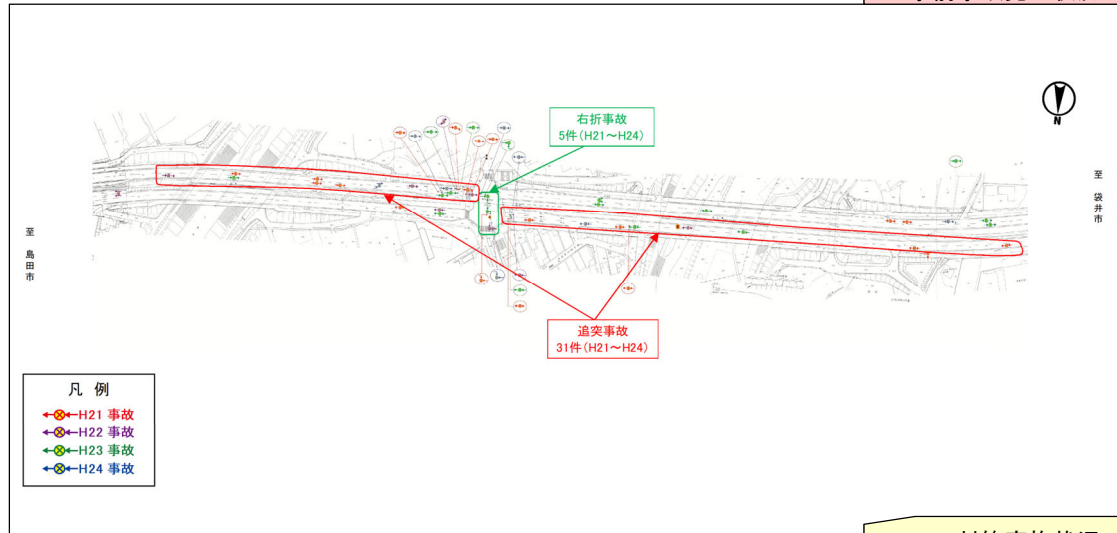 右折事故
5件(H21～H24)
N
至 袋井市
至 島田市
追突事故
31件(H21～H24)
凡 例
H21 事故
H22 事故
H23 事故
H24 事故